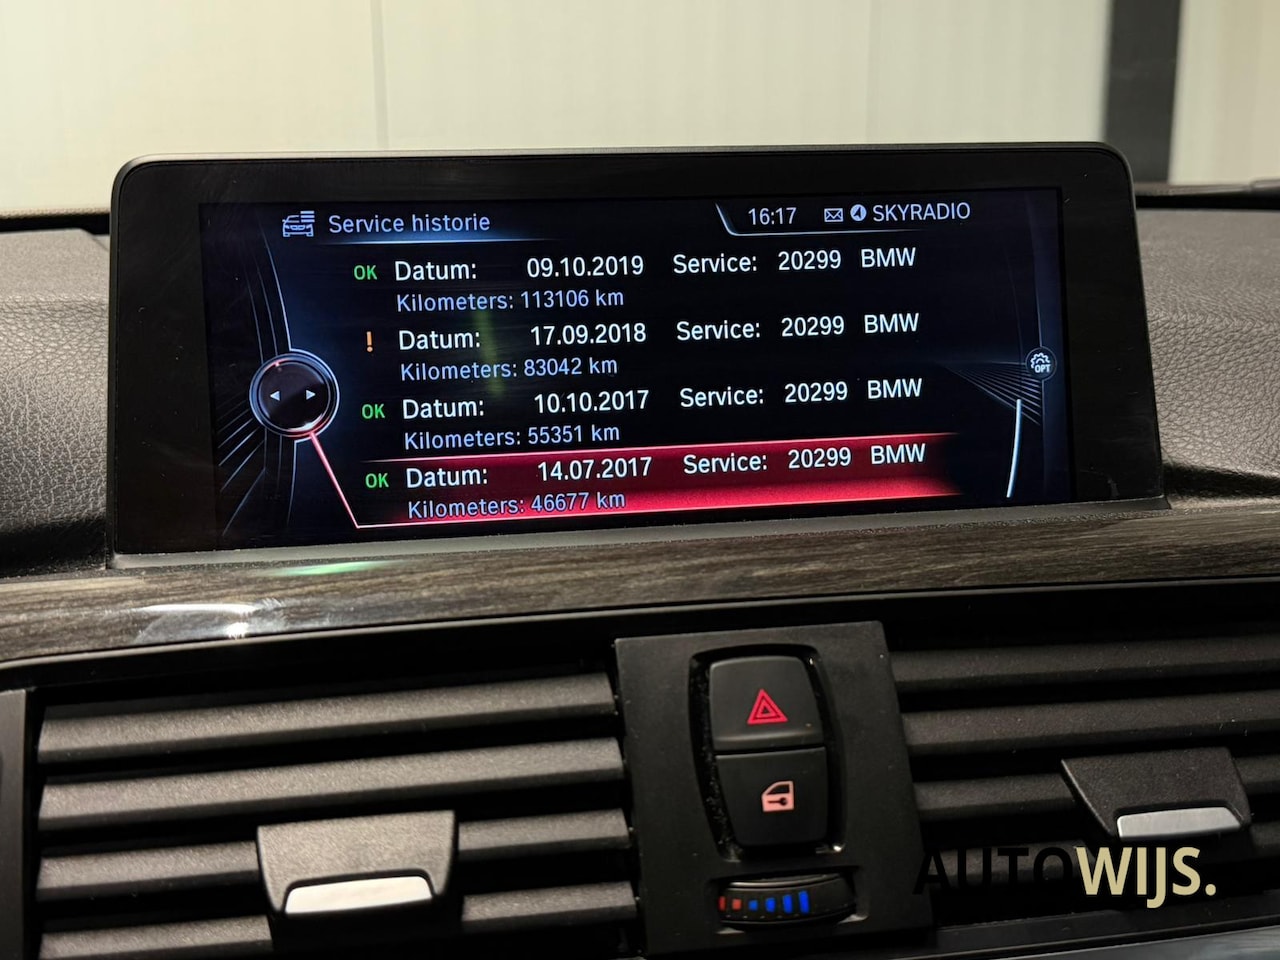 Service historie
16:17 SKYRADIO
OK Datum: 09.10.2019 Service: 20299 BMW
Kilometers: 113106 km
! Datum: 17.09.2018 Service: 20299 BMW
Kilometers: 83042 km
OK Datum: 10.10.2017 Service: 20299 BMW
Kilometers: 55351 km
OK Datum: 14.07.2017 Service: 20299 BMW
Kilometers: 46677 km
OPT
AUTOWIJS.